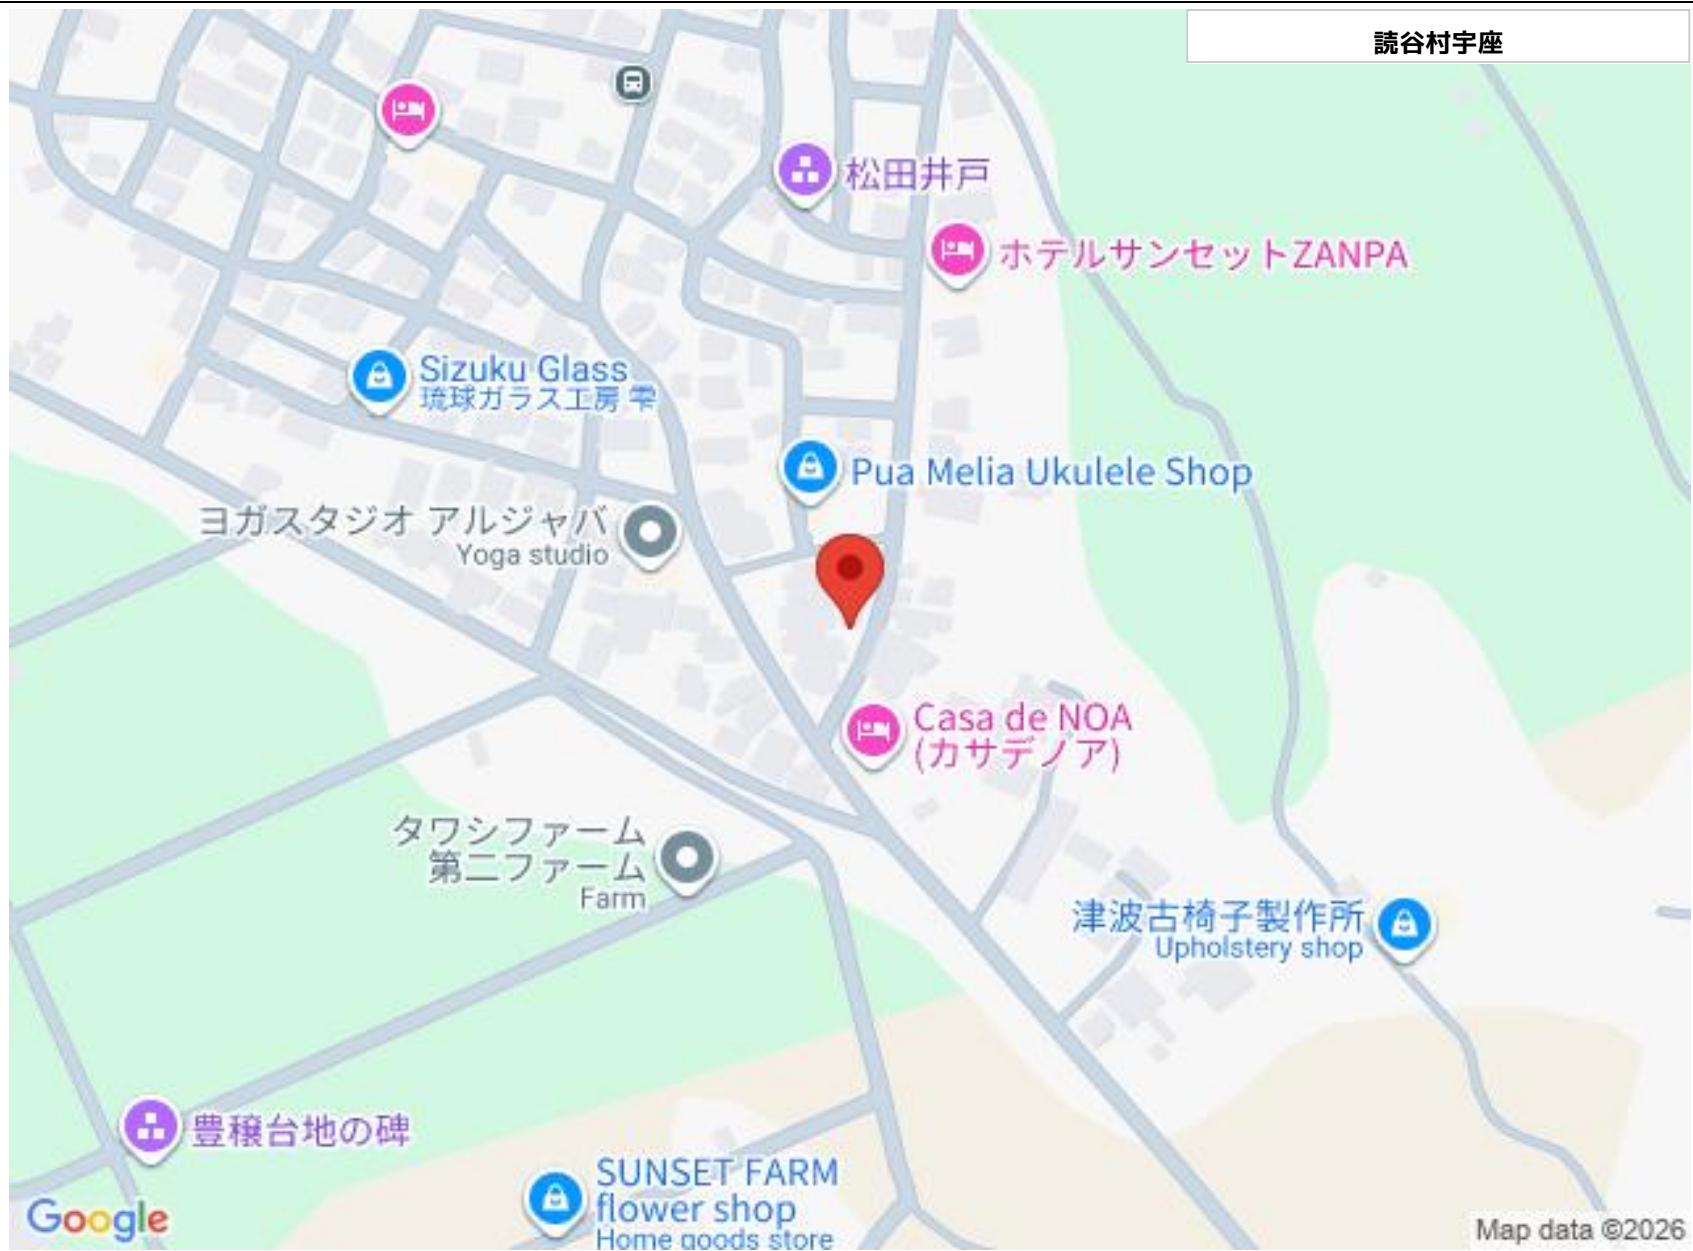 読谷村宇座
松田井戸
ホテルサンセットZANPA
Sizuku Glass
琉球ガラス工房 雫
Pua Melia Ukulele Shop
ヨガスタジオ アルジャバ
Yoga studio
Casa de NOA
(カサデノア)
タワシファーム
第二ファーム
Farm
津波古椅子製作所
Upholstery shop
豊穣台地の碑
SUNSET FARM
flower shop
Home goods store
Google
Map data ©2026